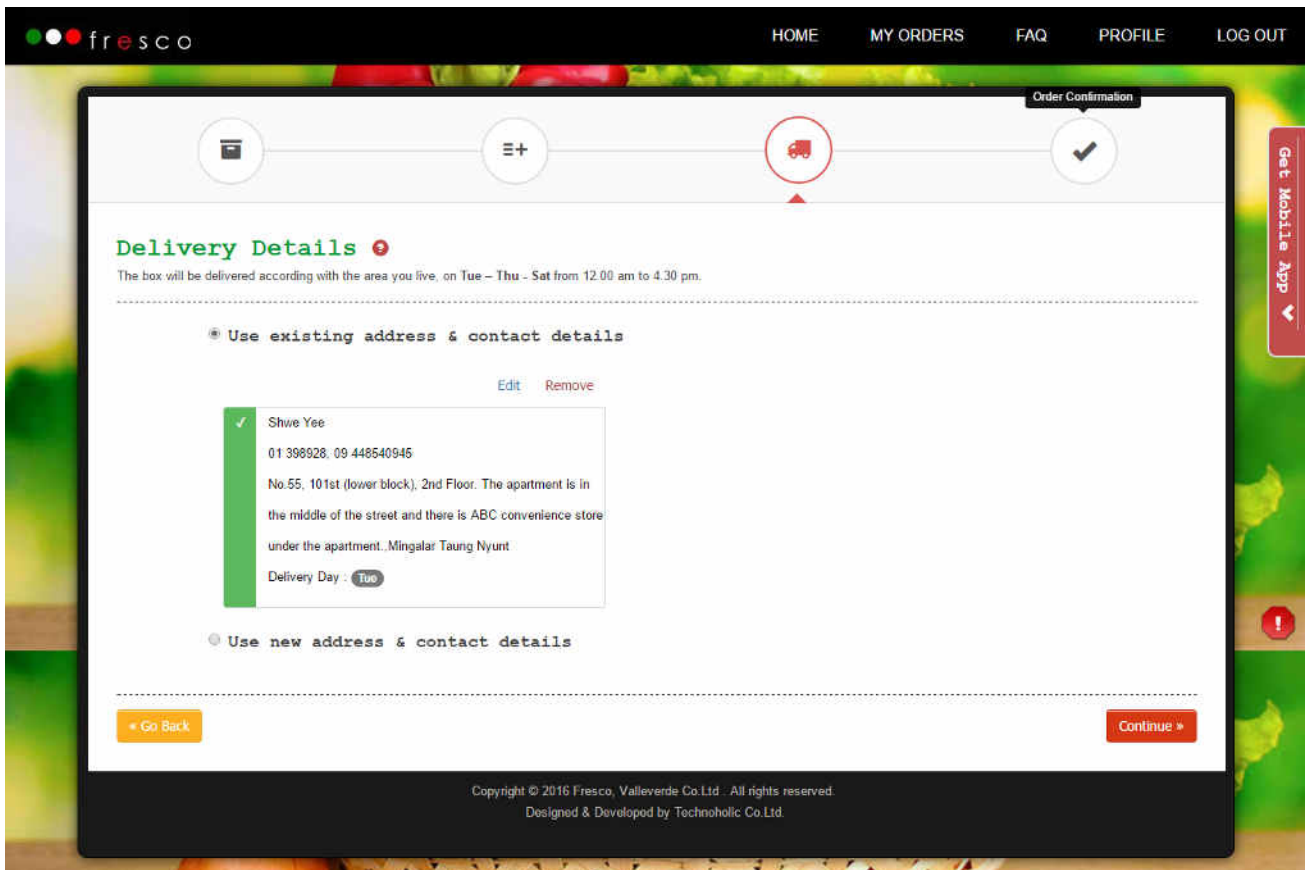 fresco
HOME MY ORDERS FAQ PROFILE LOG OUT
Order Confirmation
Get Mobile App
Delivery Details
The box will be delivered according with the area you live, on Tue – Thu - Sat from 12.00 am to 4.30 pm.
Use existing address & contact details
Edit Remove
Shwe Yee
01 398928, 09 448540945
No.55, 101st (lower block), 2nd Floor. The apartment is in
the middle of the street and there is ABC convenience store
under the apartment.,Mingalar Taung Nyunt
Delivery Day : Tue
Use new address & contact details
« Go Back
Continue »
Copyright © 2016 Fresco, Valleverde Co.Ltd . All rights reserved.
Designed & Developed by Technoholic Co.Ltd.